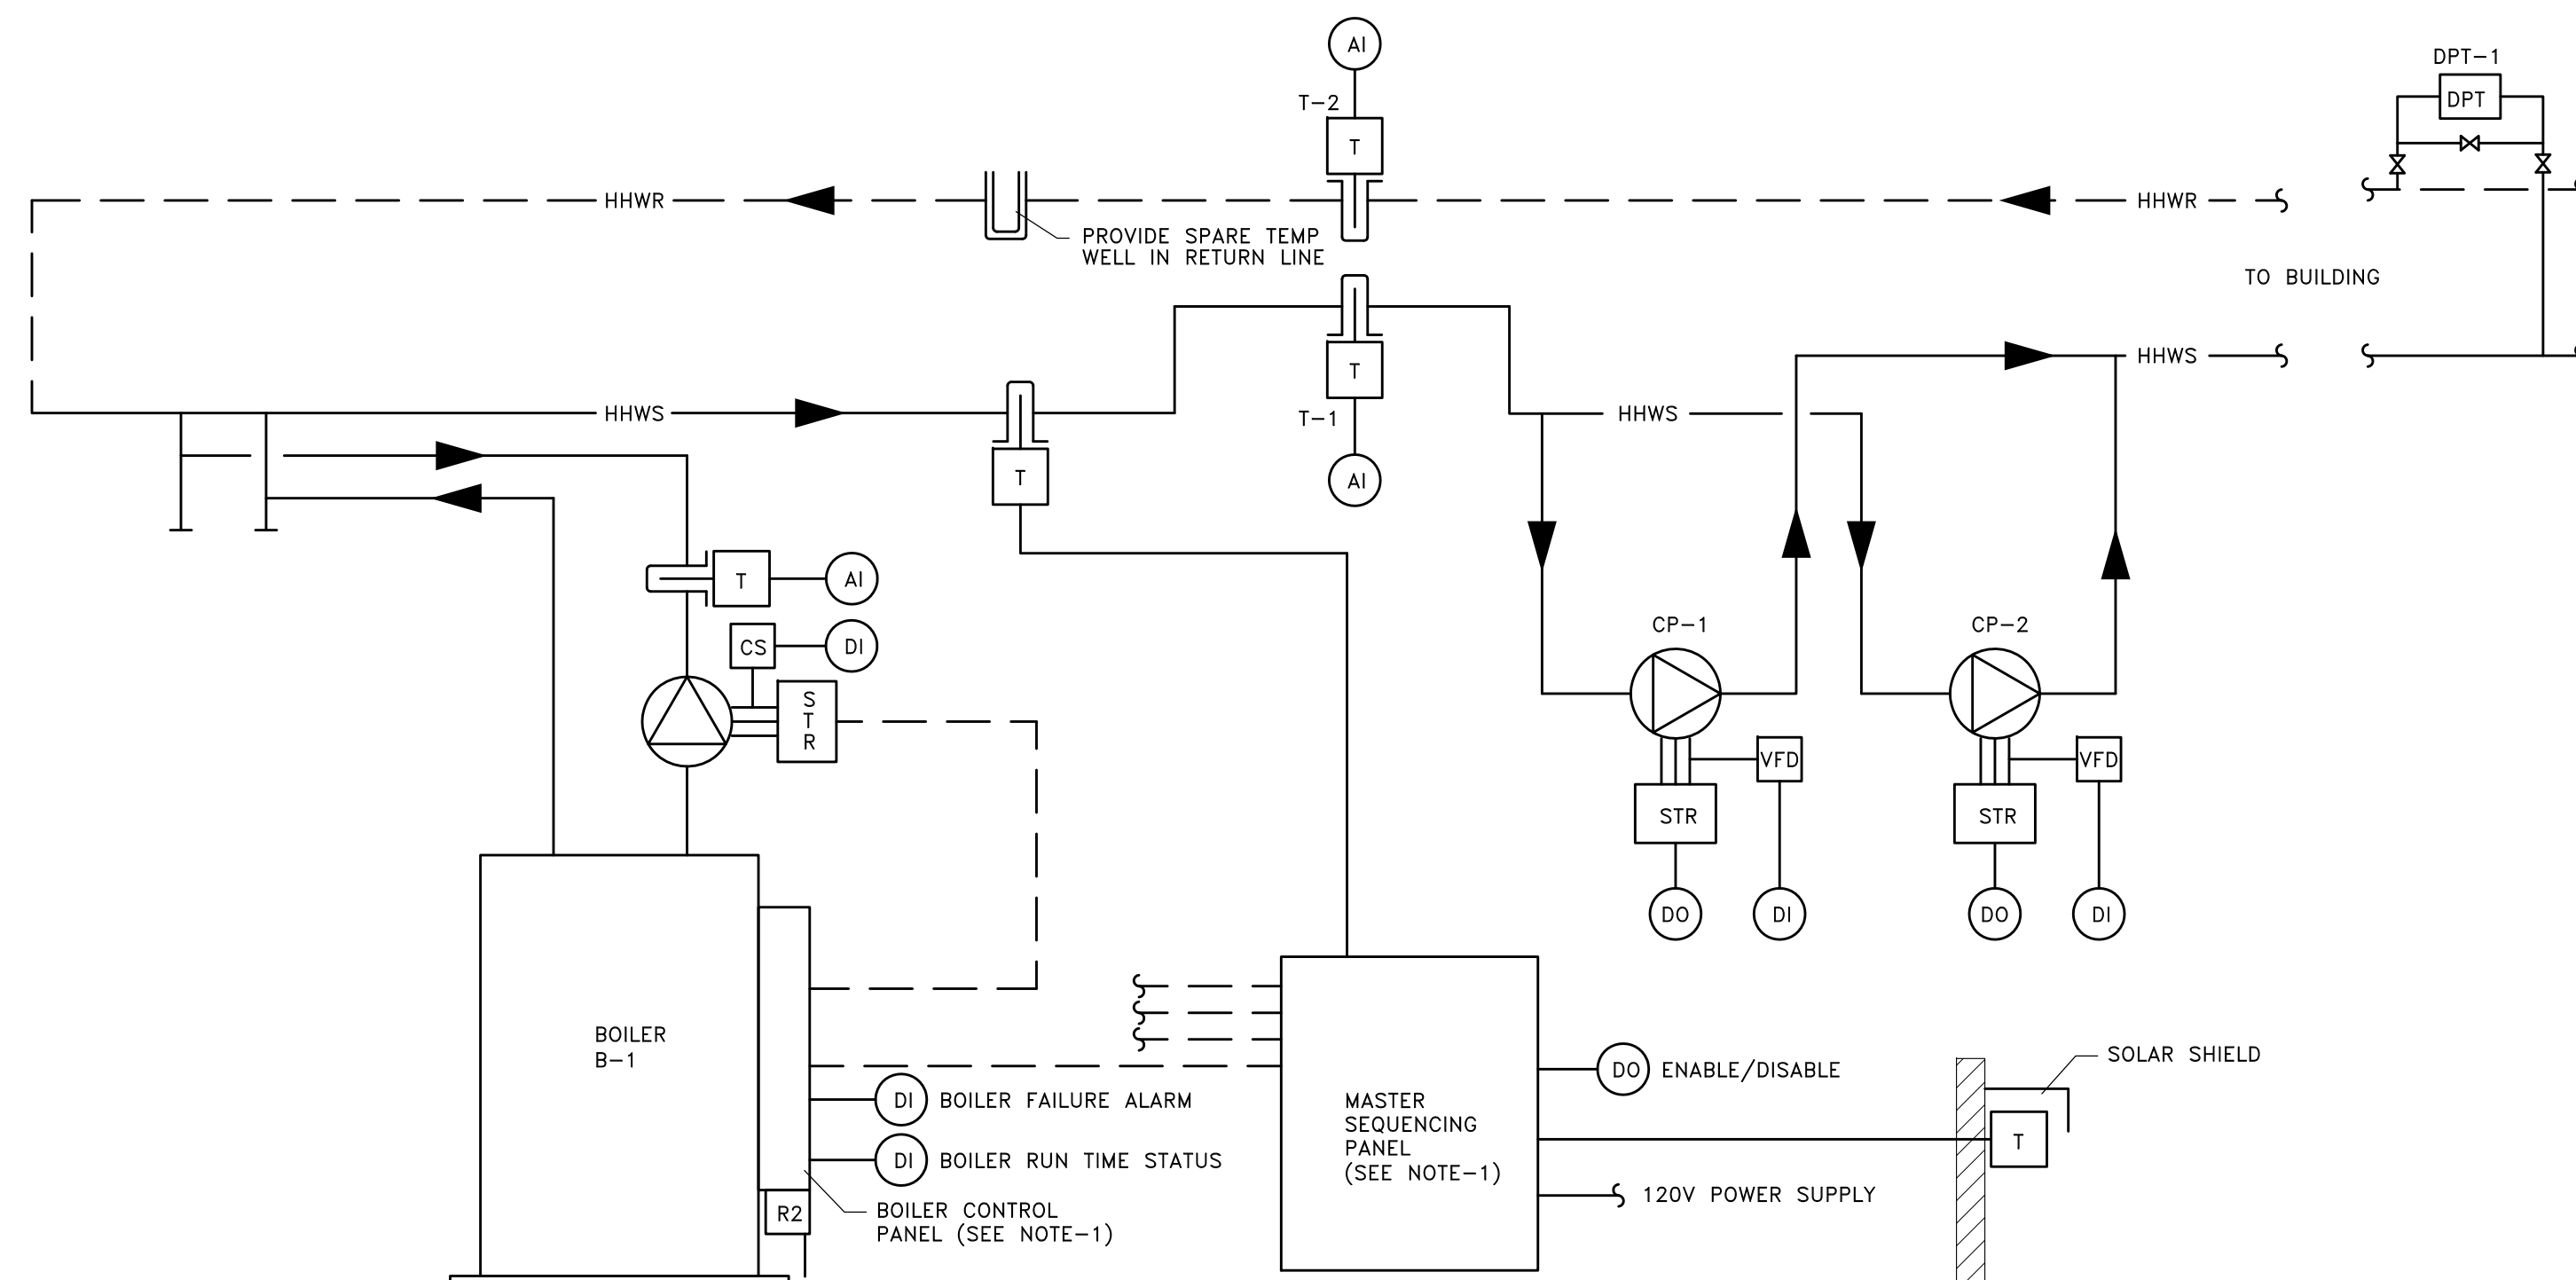 AI
DPT-1
DPT
T-2
T
HHWR
HHWR
PROVIDE SPARE TEMP
WELL IN RETURN LINE
TO BUILDING
T
HHWS
T-1
HHWS
HHWS
T
AI
T
AI
CS
DI
S
T
R
CP-1
CP-2
VFD
VFD
STR
STR
DO
DI
DO
DI
BOILER
B-1
DI
BOILER FAILURE ALARM
DI
BOILER RUN TIME STATUS
R2
BOILER CONTROL
PANEL (SEE NOTE-1)
MASTER
SEQUENCING
PANEL
(SEE NOTE-1)
DO
ENABLE/DISABLE
SOLAR SHIELD
T
120V POWER SUPPLY